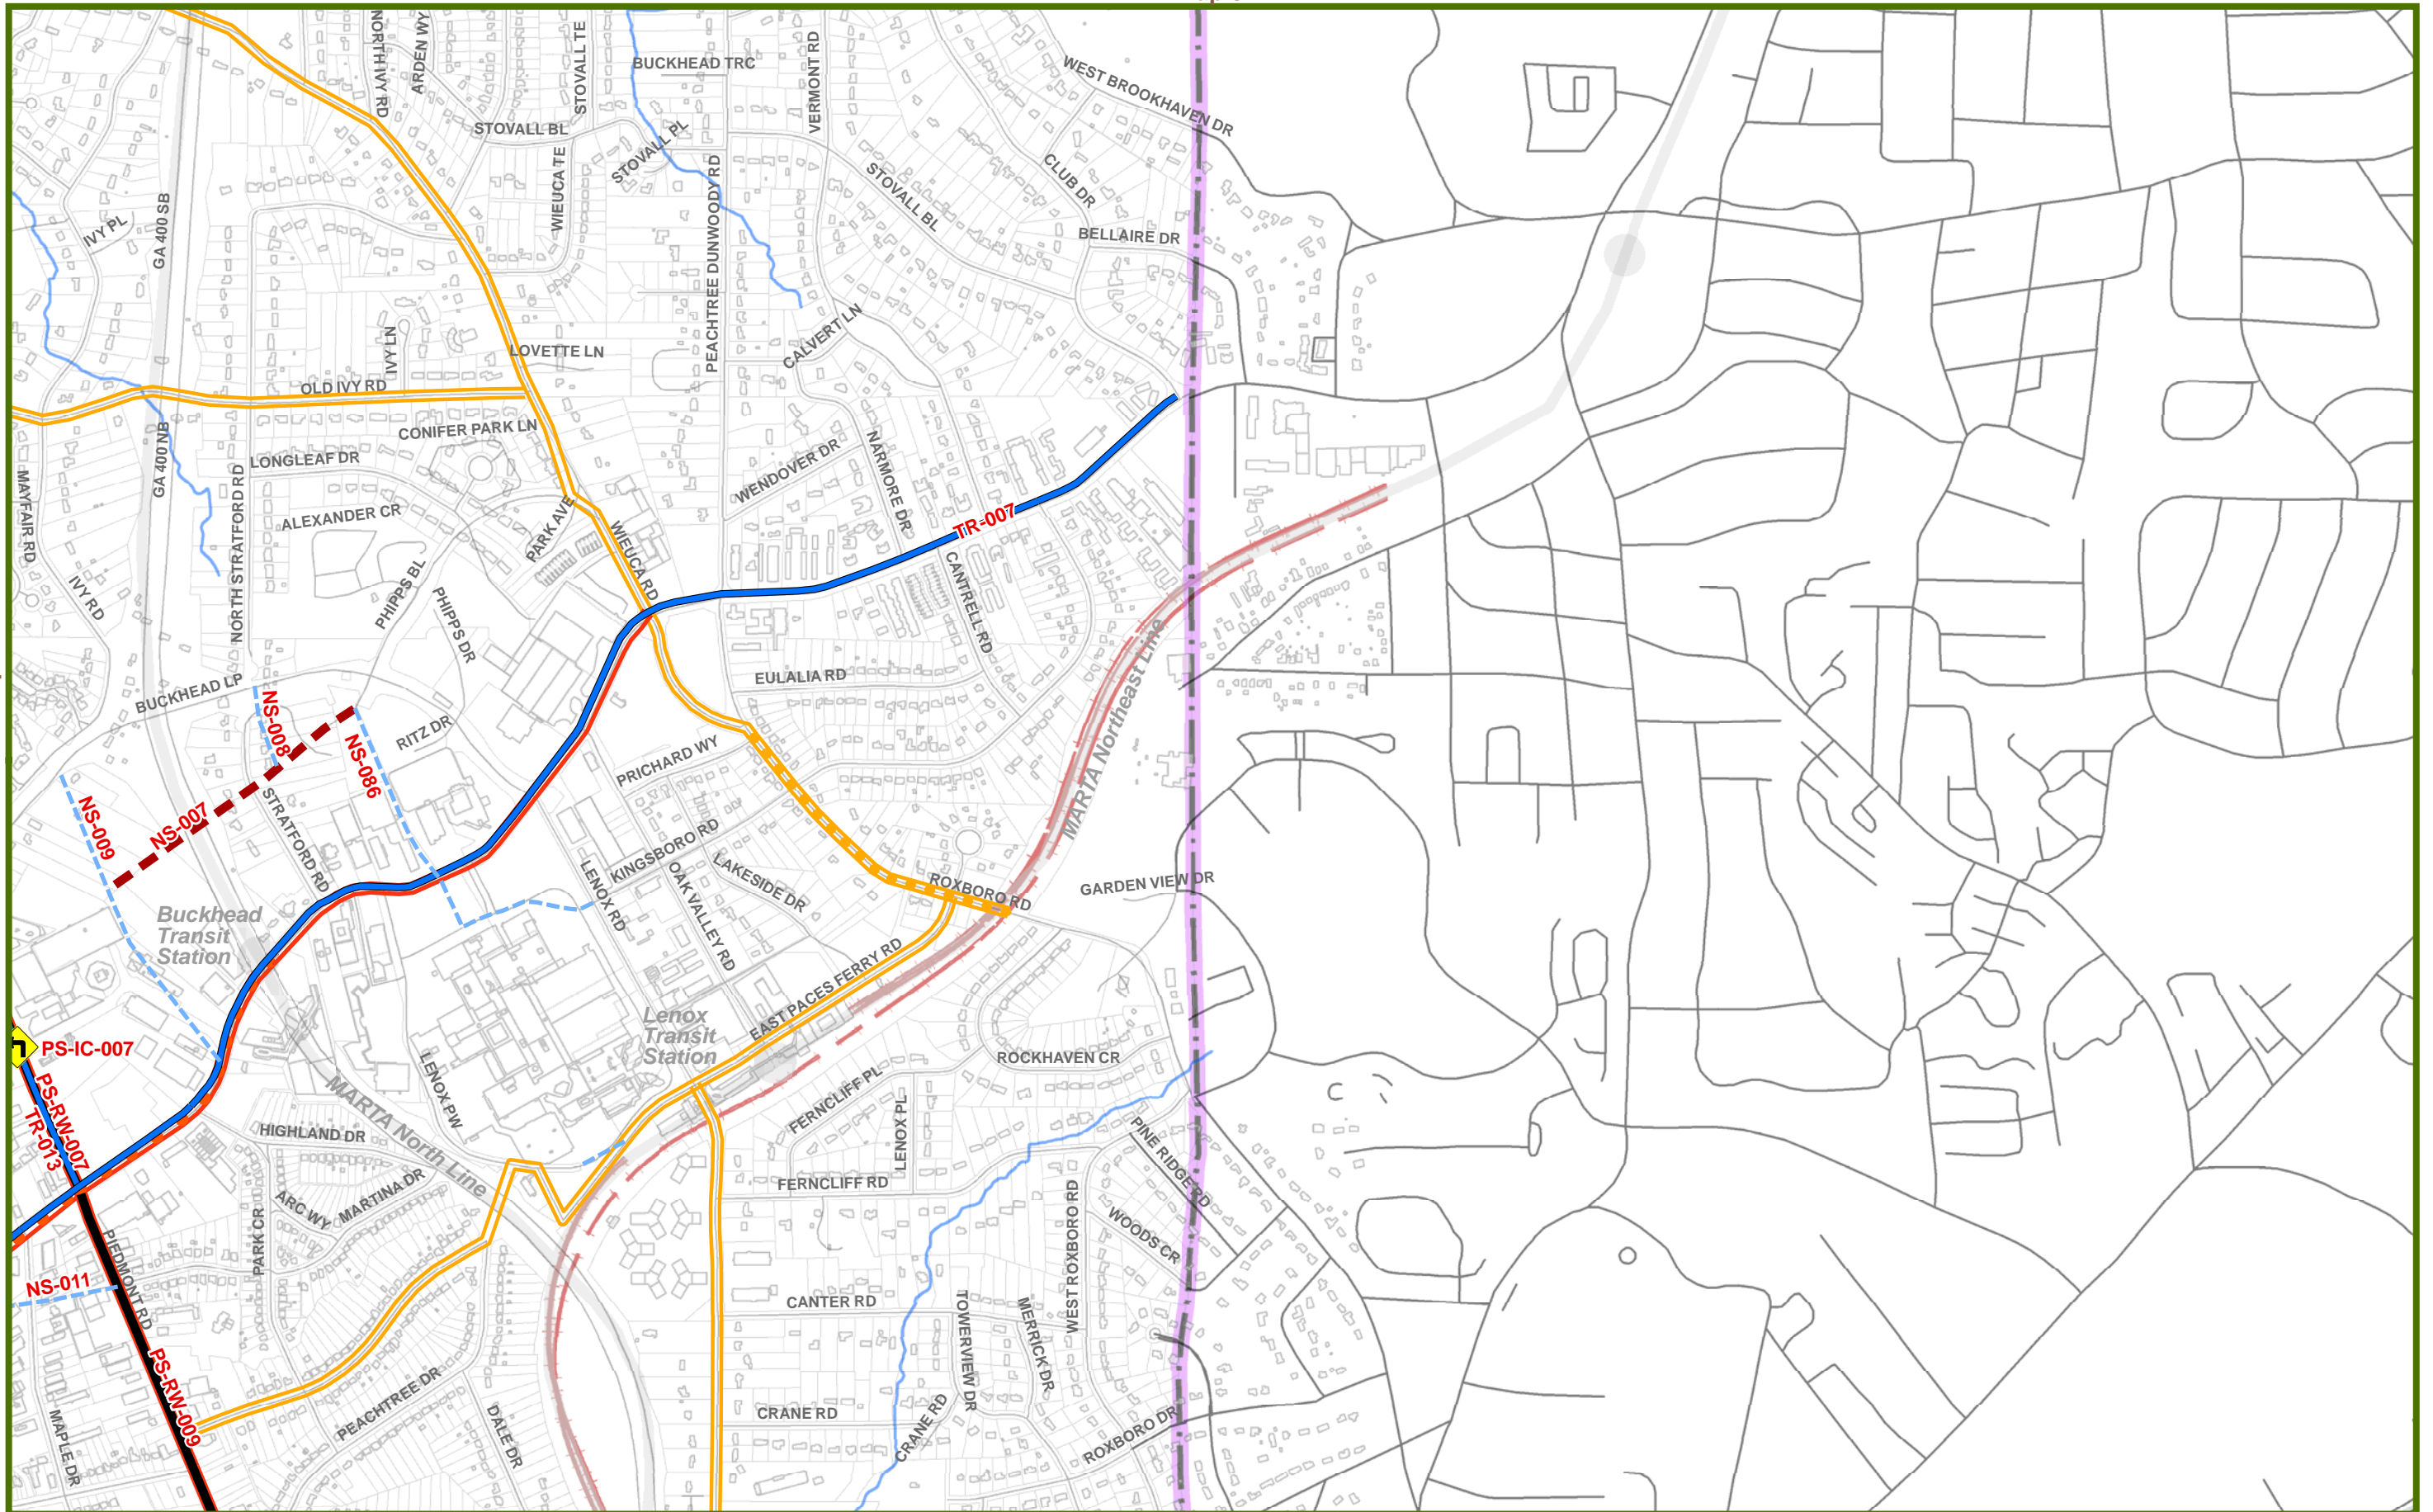 NORTH IVY RD
ARDEN WY
STOVALL TE
BUCKHEAD TRC
VERMONT RD
WEST BROOKHAVEN DR
STOVALL BL
STOVALL PL
WIEUCA TE
PEACHTREE DUNWOODY RD
STOVALL BL
CLUB DR
BELLAIRE DR
IVY PL
GA 400 SB
IVY LN
LOVETTE LN
CALVERT LN
OLD IVY RD
CONIFER PARK LN
LONGLEAF DR
GA 400 NB
NORTH STRATFORD RD
MAYFAIR RD
ALEXANDER CR
PARK AVE
WIEUCA RD
WENDOVER DR
NARMORE DR
TR-007
CANTRELL RD
IVY RD
PHIPPS BL
PHIPPS DR
EULALIA RD
MARTA Northeast Line
BUCKHEAD LP
NS-008
RITZ DR
NS-086
PRICHARD WY
NS-009
NS-007
STRATFORD RD
KINGSBORO RD
LENOX RD
OAK VALLEY RD
LAKESIDE DR
ROXBORO RD
GARDEN VIEW DR
Buckhead
Transit
Station
EAST PACES FERRY RD
Lenox
Transit
Station
PS-IC-007
PS-RW-007
TR-013
LENOX PW
MARTA North Line
ROCKHAVEN CR
FERNCLIFF PL
LENOX PL
HIGHLAND DR
MARTINA DR
ARC WY
PARK CR
FERNCLIFF RD
PINE RIDGE RD
WOODS CR
WEST ROXBORO RD
PIEDMONT RD
NS-011
CANTER RD
TOWERVIEW DR
MERRICK DR
PS-RW-009
PEACHTREE DR
MAPLE DR
DALE DR
CRANE RD
CRANE RD
ROXBORO DR